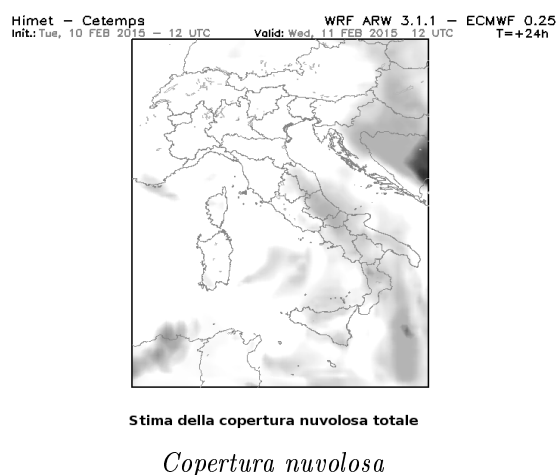 Himet – Cetemps WRF ARW 3.1.1 – ECMWF 0.25
Init.: Tue, 10 FEB 2015 – 12 UTC Valid: Wed, 11 FEB 2015 12 UTC T=+24h
Stima della copertura nuvolosa totale
Copertura nuvolosa